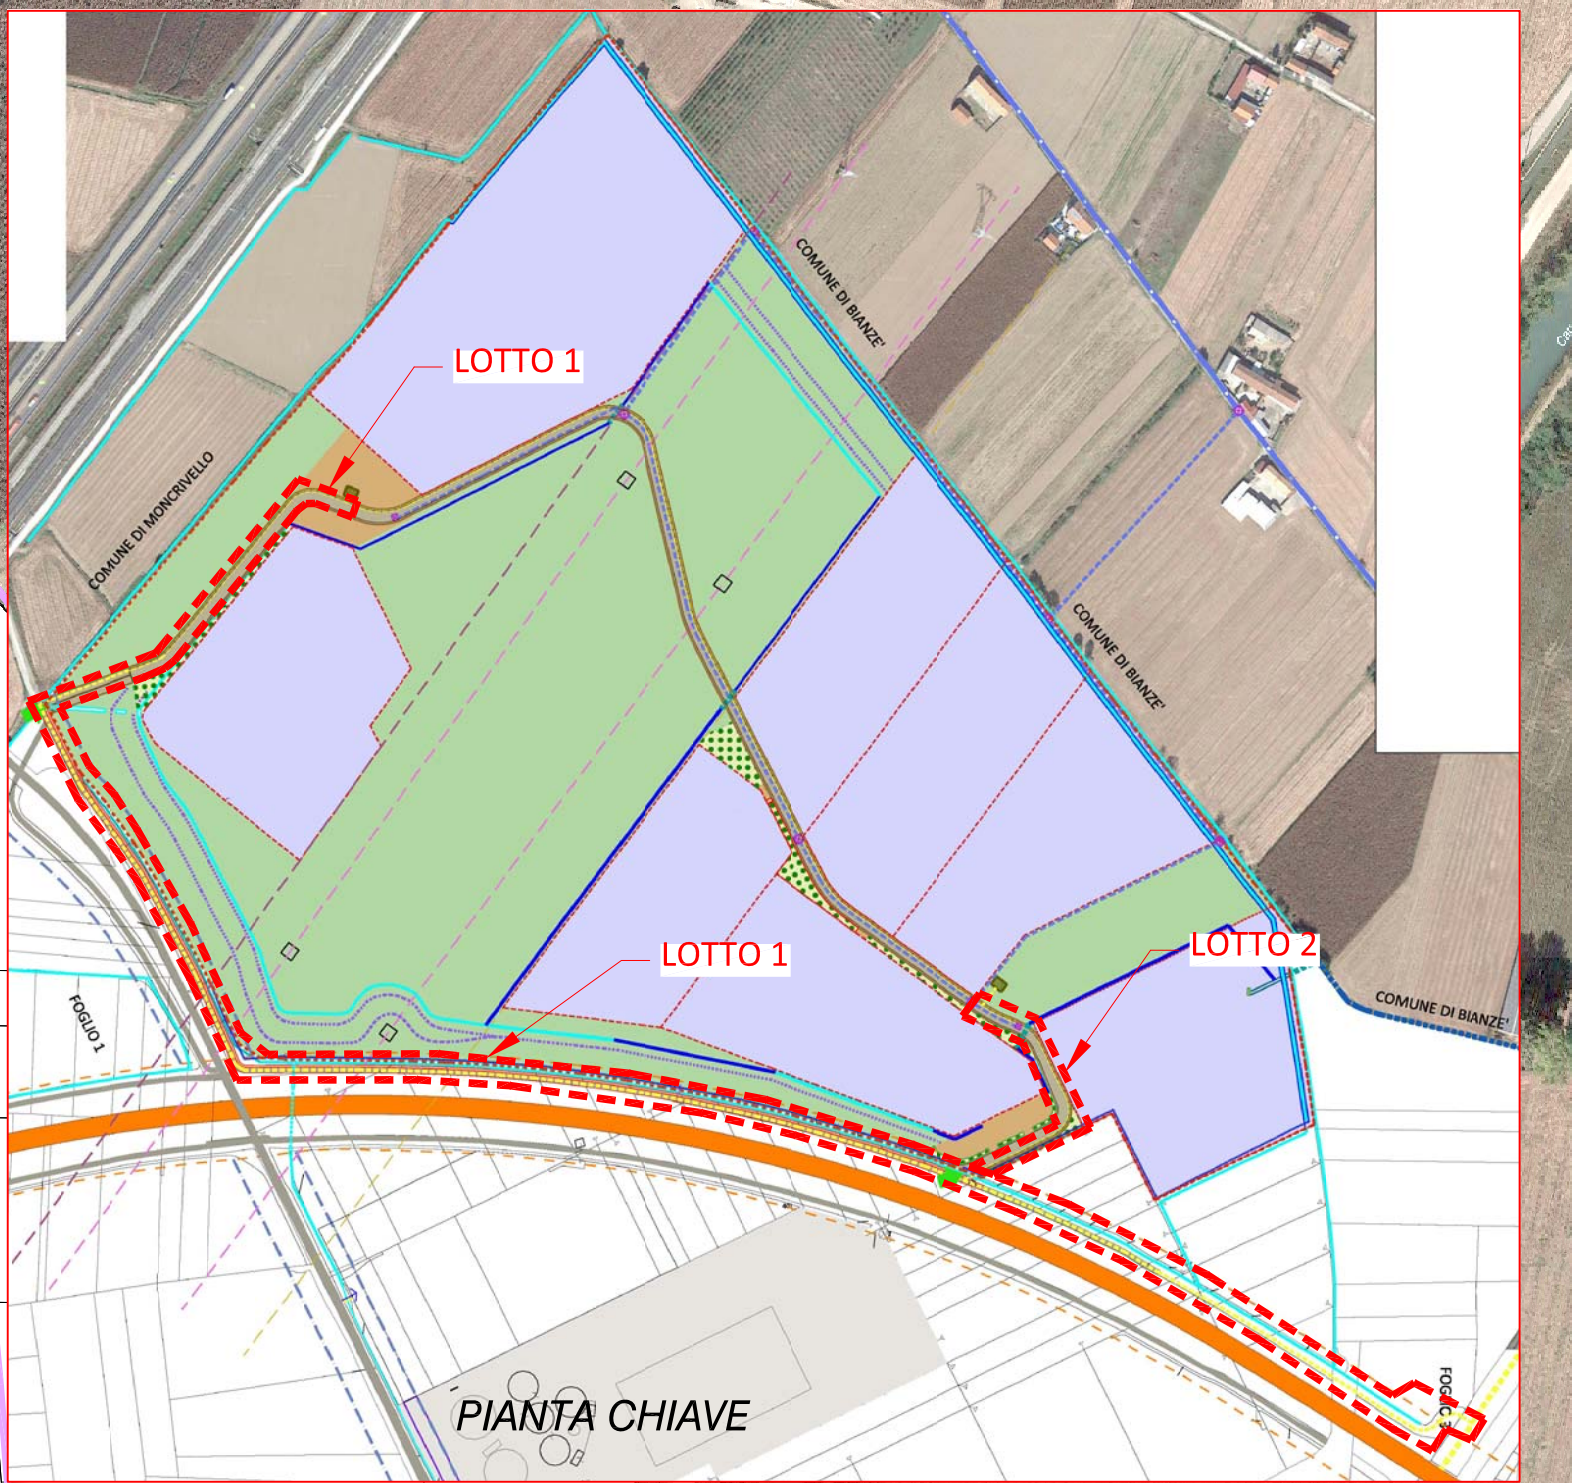 COMUNE DI BIANZE'
LOTTO 1
COMUNE DI MONCRIVELLO
COMUNE DI BIANZE'
LOTTO 2
LOTTO 1
COMUNE DI BIANZE'
FOGLIO 1
PIANTA CHIAVE